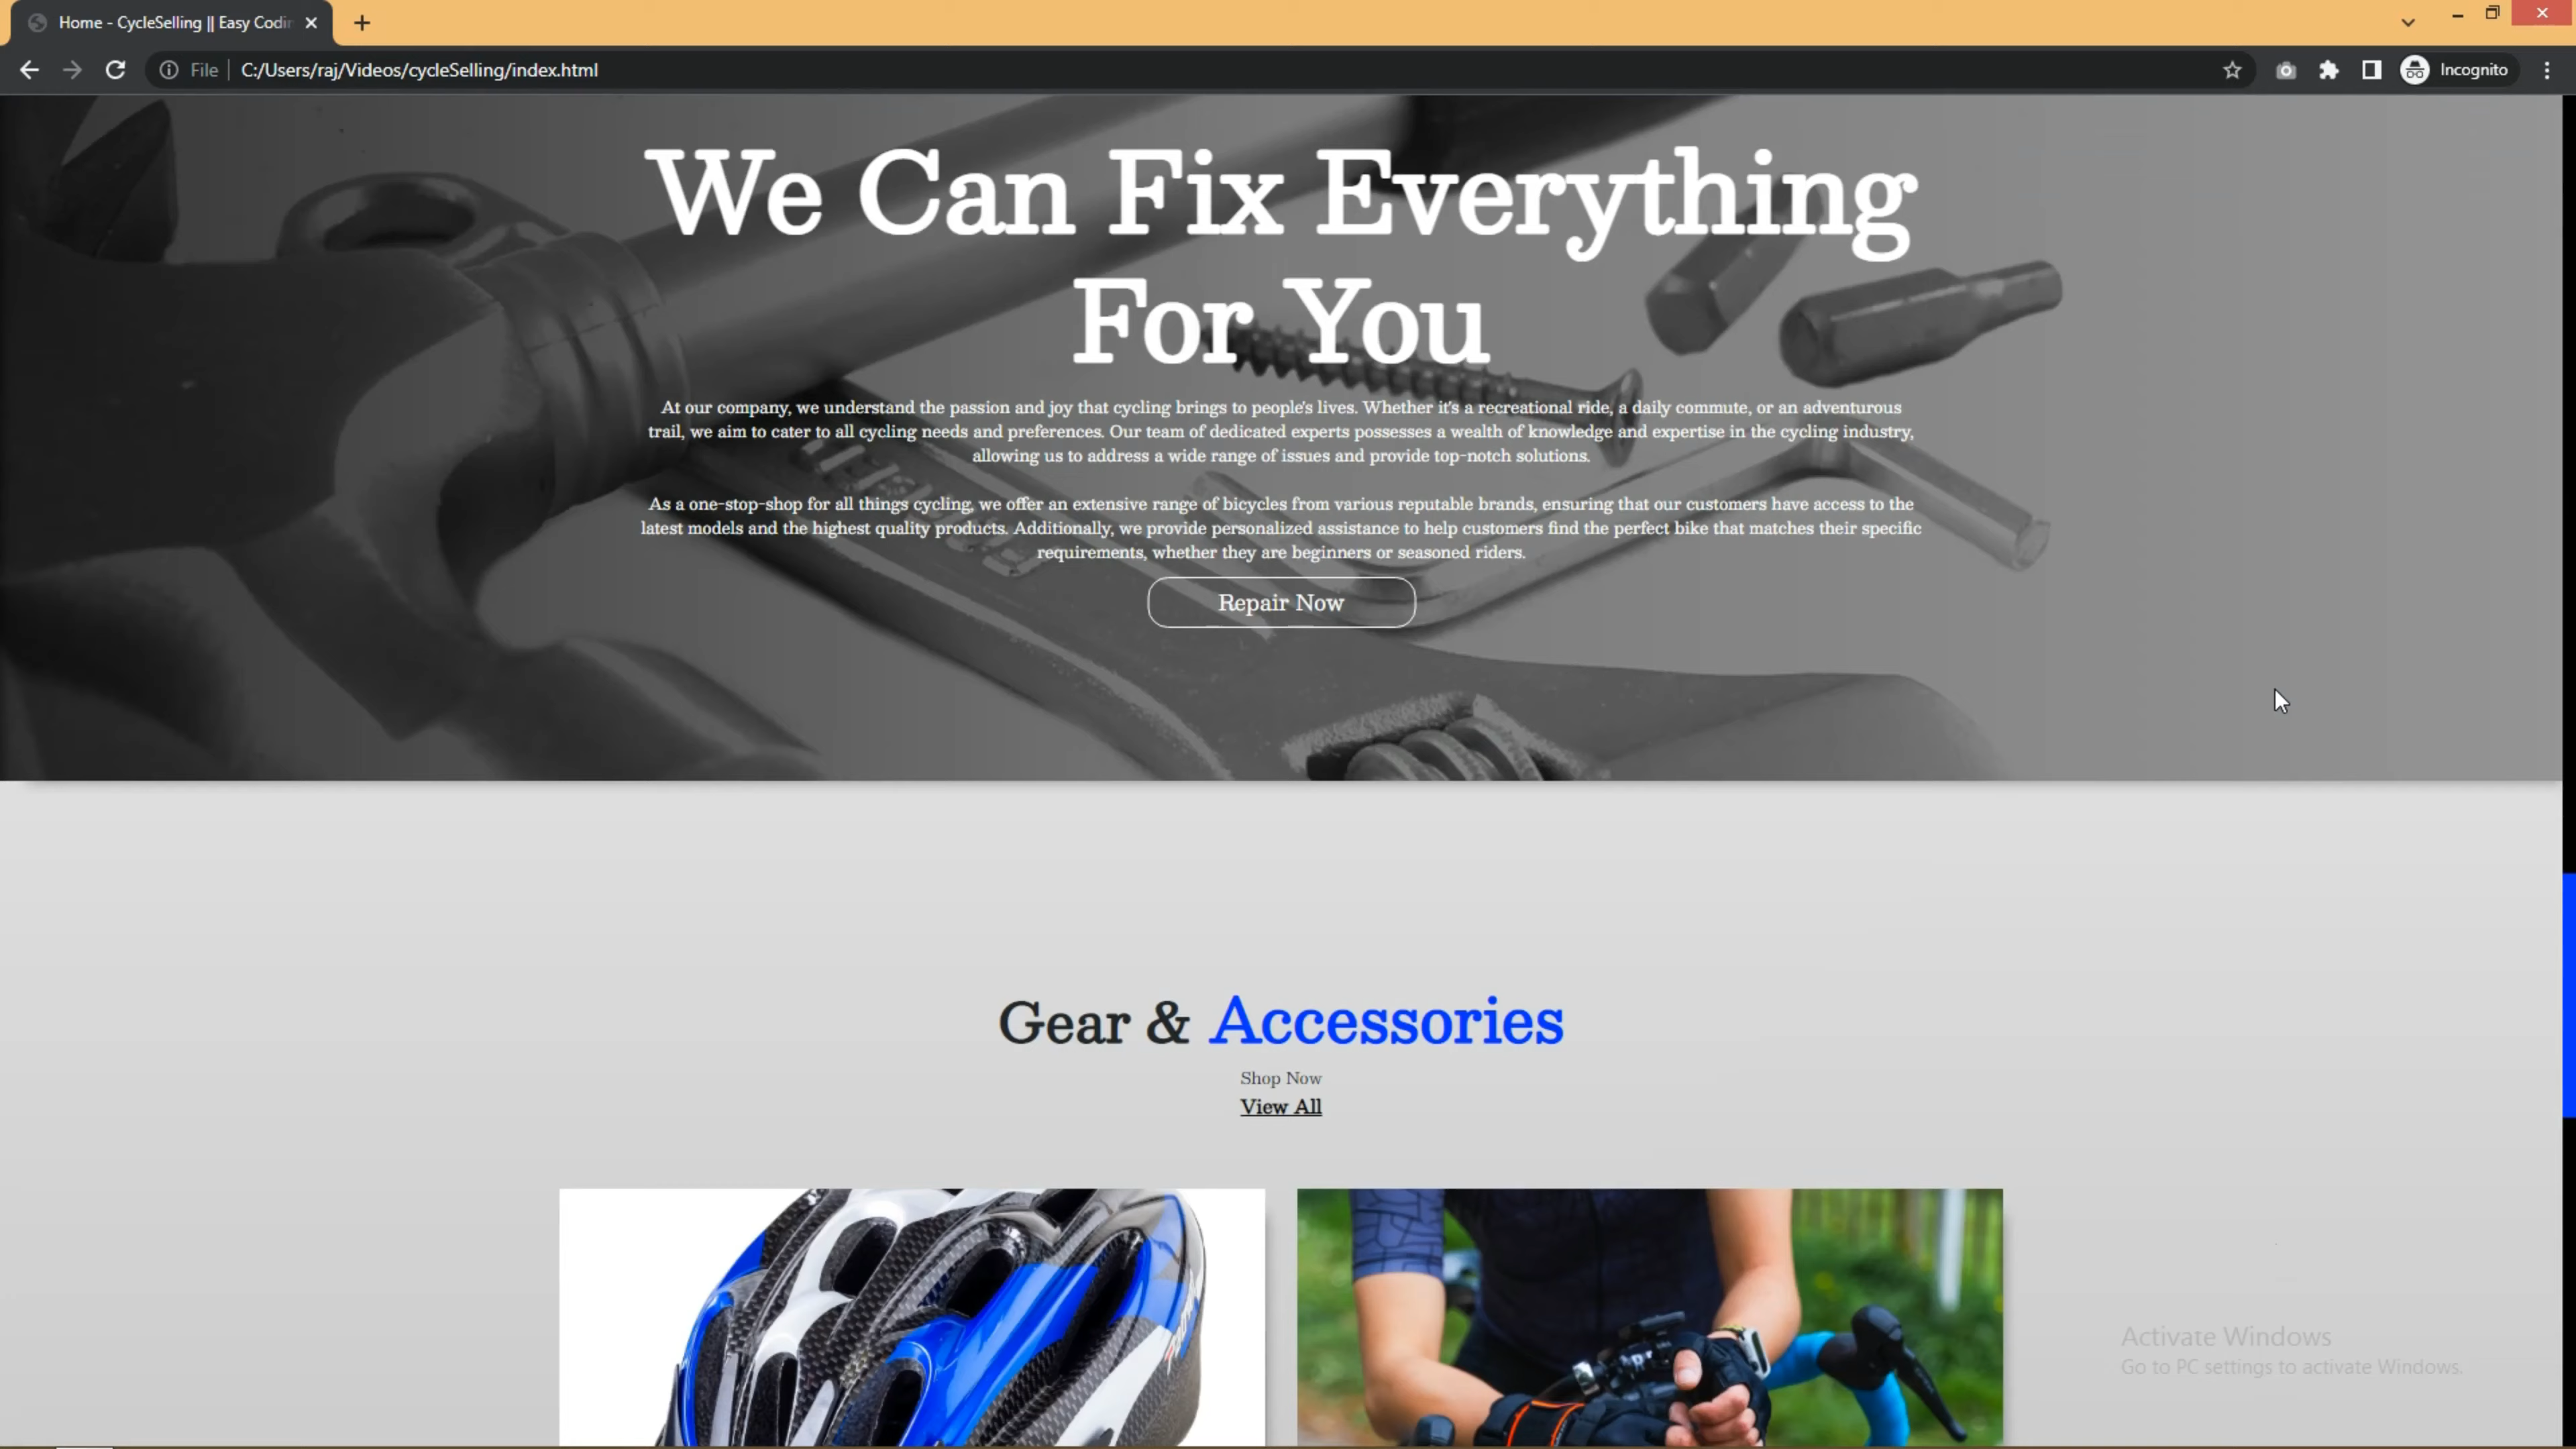 Home - CycleSelling || Easy Codin
File
C:/Users/raj/Videos/cycleSelling/index.html
Incognito
We Can Fix Everything
For You
At our company, we understand the passion and joy that cycling brings to people's lives. Whether it's a recreational ride, a daily commute, or an adventurous
trail, we aim to cater to all cycling needs and preferences. Our team of dedicated experts possesses a wealth of knowledge and expertise in the cycling industry,
allowing us to address a wide range of issues and provide top-notch solutions.
As a one-stop-shop for all things cycling, we offer an extensive range of bicycles from various reputable brands, ensuring that our customers have access to the
latest models and the highest quality products. Additionally, we provide personalized assistance to help customers find the perfect bike that matches their specific
requirements, whether they are beginners or seasoned riders.
Repair Now
Gear & Accessories
Shop Now
View All
Activate Windows
Go to PC settings to activate Windows.